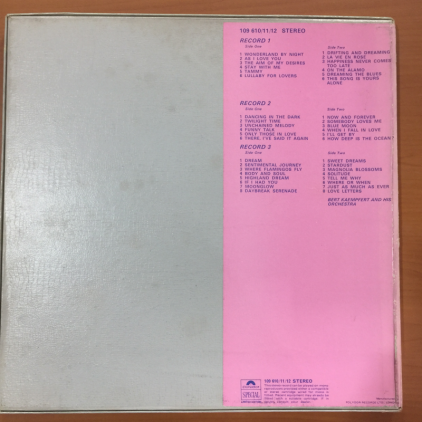 109 610/11/12 STEREO
RECORD 1
Side One
1 WONDERLAND BY NIGHT
2 AS I LOVE YOU
3 THE AIM OF MY DESIRES
4 STAY WITH ME
5 TAMMY
6 LULLABY FOR LOVERS
Side Two
1 DRIFTING AND DREAMING
2 LA VIE EN ROSE
3 HAPPINESS NEVER COMES
TOO LATE
4 ON THE ALAMO
5 DREAMING THE BLUES
6 THIS SONG IS YOURS
ALONE
RECORD 2
Side One
1 DANCING IN THE DARK
2 TWILIGHT TIME
3 UNCHAINED MELODY
4 FUNNY TALK
5 ONLY THOSE IN LOVE
6 THERE, I'VE SAID IT AGAIN
Side Two
1 NOW AND FOREVER
2 SOMEBODY LOVES ME
3 BLUE MOON
4 WHEN I FALL IN LOVE
5 I'LL GET BY
6 HOW DEEP IN THE OCEAN?
RECORD 3
Side One
1 DREAM
2 SENTIMENTAL JOURNEY
3 WHERE FLAMINGOS FLY
4 BODY AND SOUL
5 HIGHLAND DREAM
6 IF I HAD YOU
7 MOONGLOW
8 DAYBREAK SERENADE
Side Two
1 SWEET DREAMS
2 STARDUST
3 MAGNOLIA BLOSSOMS
4 SOLITUDE
5 TELL ME WHY
6 WHERE OR WHEN
7 JUST AS MUCH AS EVER
8 LOVE LETTERS
BERT KAEMPFERT AND HIS
ORCHESTRA
109 610/11/12 STEREO
SPECIAL